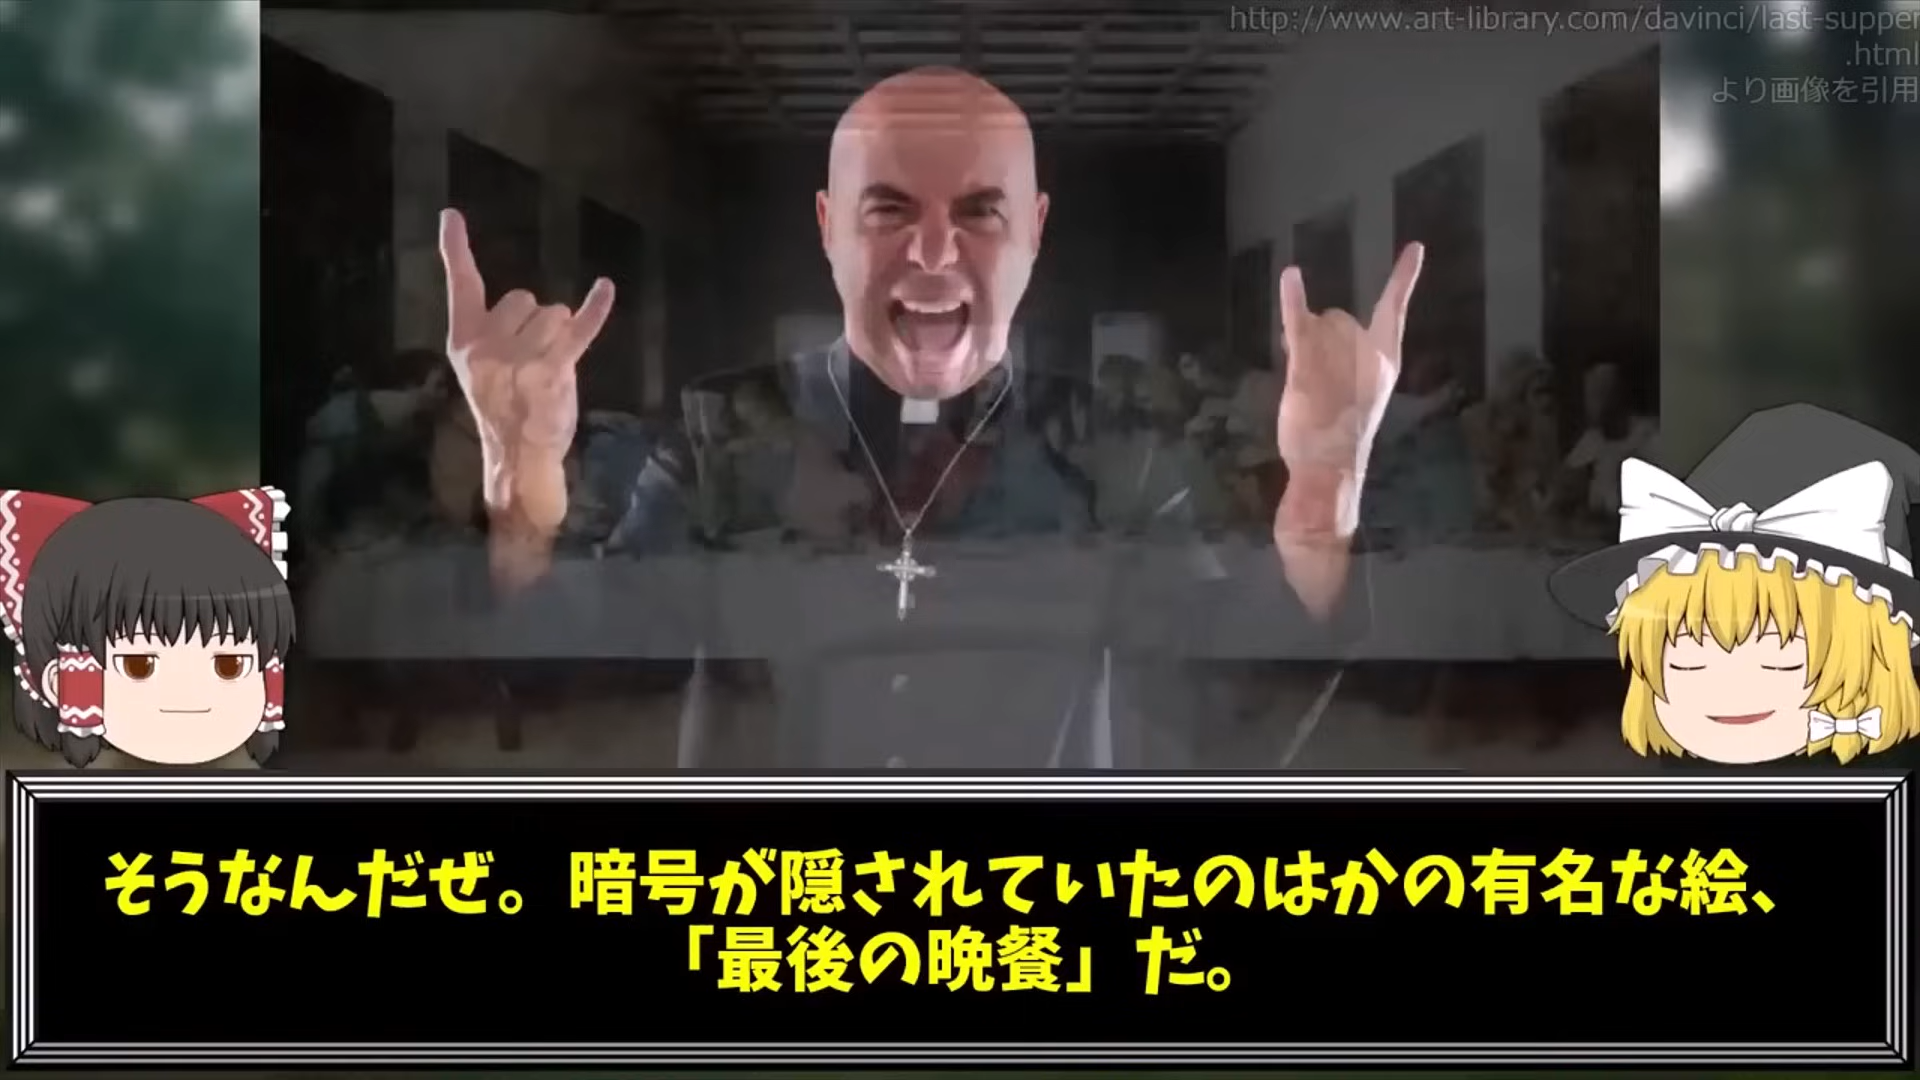 http://www.art-library.com/davinci/last-supper
.html
より画像を引用
そうなんだぜ。暗号が隠されていたのはかの有名な絵、
「最後の晩餐」だ。